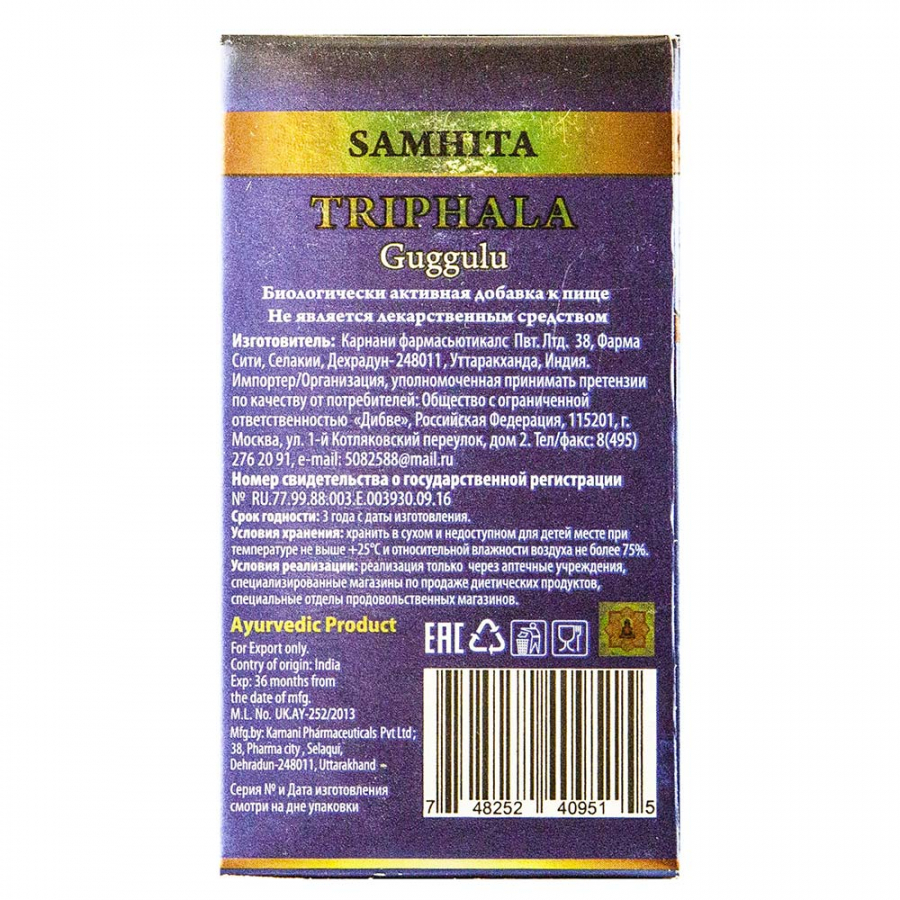 SAMHITA
TRIPHALA
Guggulu
Биологически активная добавка к пище
Не является лекарственным средством
Изготовитель: Карнани фармасьютикалс Пвт. Лтд. 38, Фарма
Сити, Селакии, Дехрадун-248011, Уттаракханда, Индия.
Импортер/Организация, уполномоченная принимать претензии
по качеству от потребителей: Общество с ограниченной
ответственностью «Дибве», Российская Федерация, 115201, г.
Москва, ул. 1-й Котляковский переулок, дом 2. Тел/факс: 8(495)
276 20 91, e-mail: 5082588@mail.ru
Номер свидетельства о государственной регистрации
№ RU.77.99.88.003.Е.003930.09.16
Срок годности: 3 года с даты изготовления.
Условия хранения: хранить в сухом и недоступном для детей месте при
температуре не выше +25°С и относительной влажности воздуха не более 75%.
Условия реализации: реализация только через аптечные учреждения,
специализированные магазины по продаже диетических продуктов,
специальные отделы продовольственных магазинов.
Ayurvedic Product
For Export only.
Contry of origin: India
Exp: 36 months from
the date of mfg.
M.L. No. UK.AY-252/2013
Mfg.by: Karnani Pharmaceuticals Pvt Ltd;
38, Pharma city, Selaqui,
Dehradun-248011, Uttarakhand
Серия № и Дата изготовления
смотри на дне упаковки
EAC
7 48252 40951 5